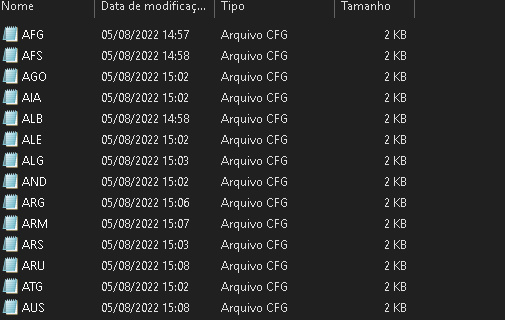 Nome Data de modificaç... Tipo Tamanho
AFG 05/08/2022 14:57 Arquivo CFG 2 KB
AFS 05/08/2022 14:58 Arquivo CFG 2 KB
AGO 05/08/2022 15:02 Arquivo CFG 2 KB
AIA 05/08/2022 15:02 Arquivo CFG 2 KB
ALB 05/08/2022 14:58 Arquivo CFG 2 KB
ALE 05/08/2022 15:02 Arquivo CFG 2 KB
ALG 05/08/2022 15:03 Arquivo CFG 2 KB
AND 05/08/2022 15:02 Arquivo CFG 2 KB
ARG 05/08/2022 15:06 Arquivo CFG 2 KB
ARM 05/08/2022 15:07 Arquivo CFG 2 KB
ARS 05/08/2022 15:03 Arquivo CFG 2 KB
ARU 05/08/2022 15:08 Arquivo CFG 2 KB
ATG 05/08/2022 15:02 Arquivo CFG 2 KB
AUS 05/08/2022 15:08 Arquivo CFG 2 KB